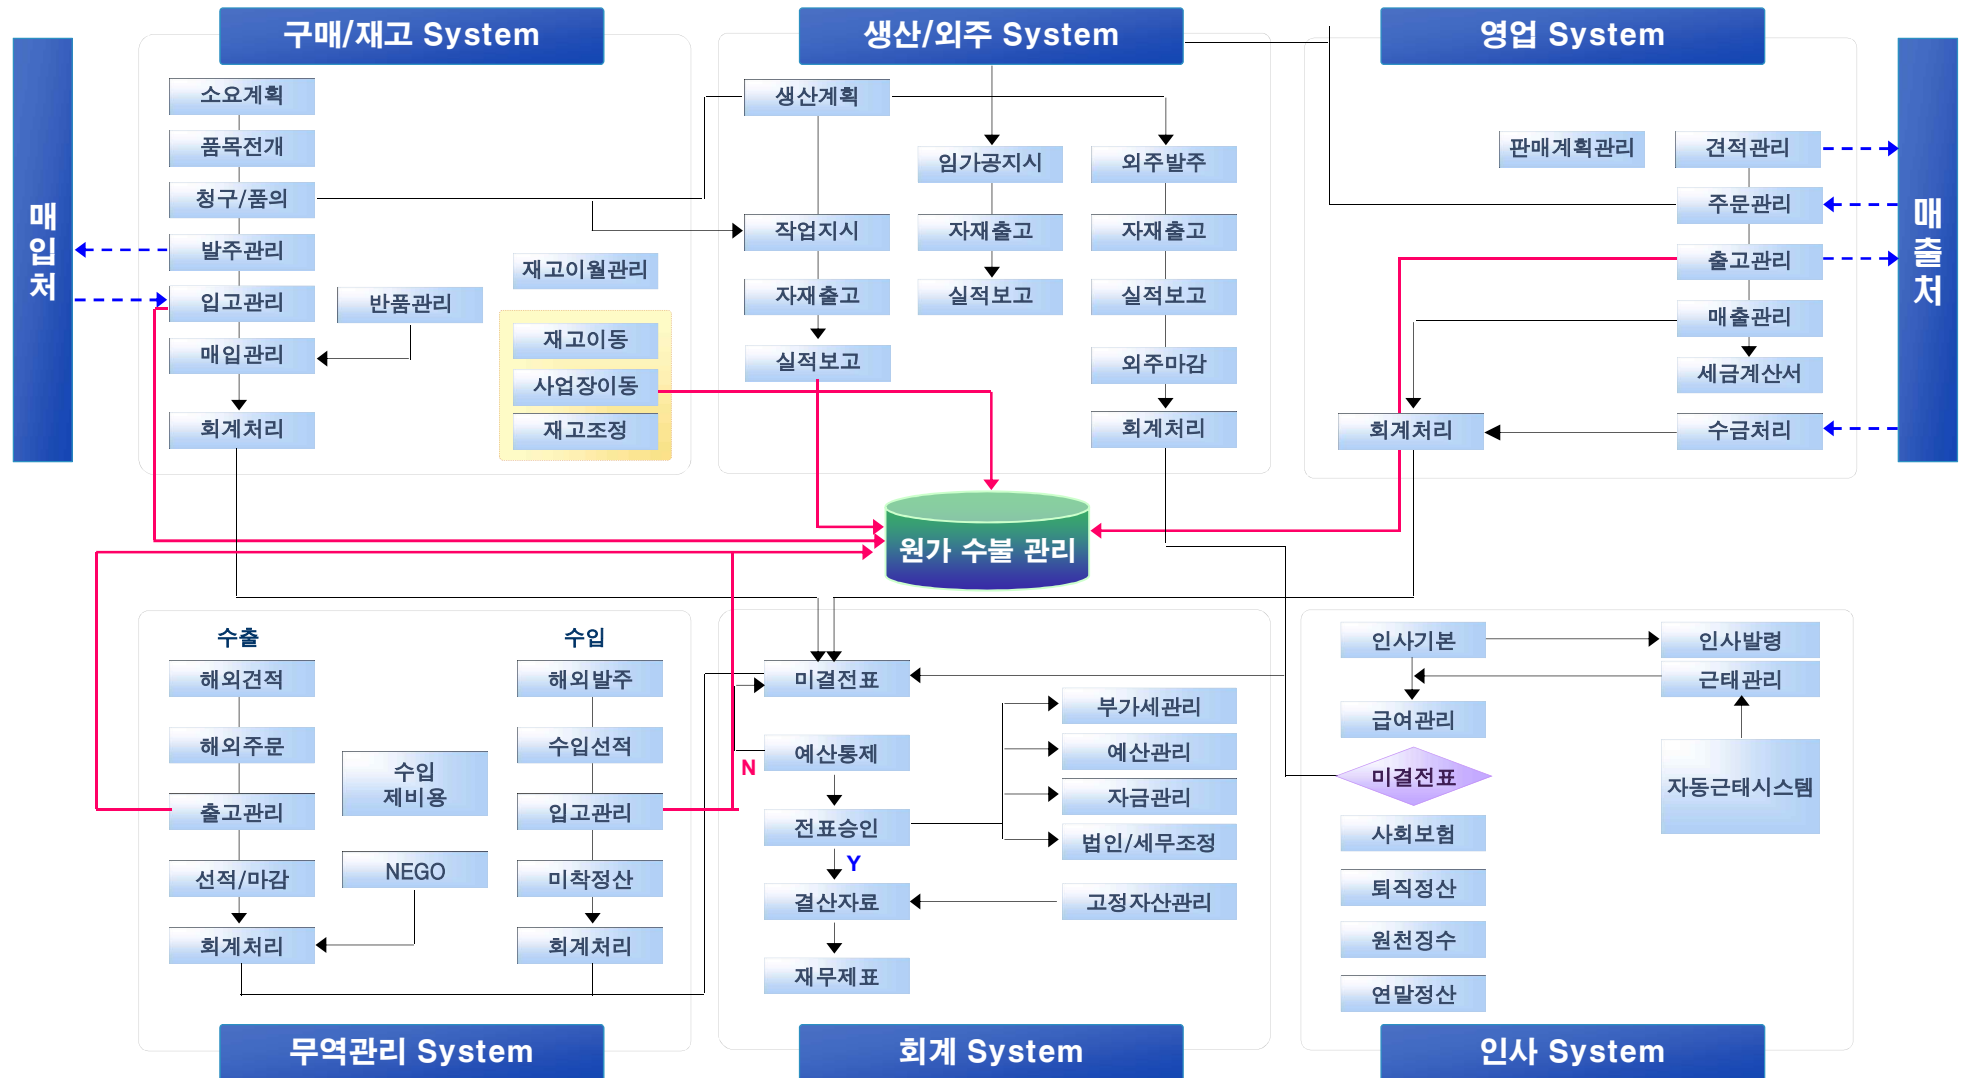 구매/재고 System
생산/외주 System
영업 System
매입처
매출처
소요계획
품목전개
청구/품의
발주관리
입고관리
매입관리
회계처리
반품관리
재고이월관리
재고이동
사업장이동
재고조정
생산계획
작업지시
자재출고
실적보고
임가공지시
자재출고
실적보고
외주발주
자재출고
실적보고
외주마감
회계처리
판매계획관리
견적관리
주문관리
출고관리
매출관리
세금계산서
수금처리
회계처리
원가 수불 관리
수출
해외견적
해외주문
출고관리
선적/마감
회계처리
수입
제비용
NEGO
수입
해외발주
수입선적
입고관리
미착정산
회계처리
미결전표
예산통제
N
전표승인
Y
결산자료
재무제표
부가세관리
예산관리
자금관리
법인/세무조정
고정자산관리
인사기본
급여관리
미결전표
사회보험
퇴직정산
원천징수
연말정산
인사발령
근태관리
자동근태시스템
무역관리 System
회계 System
인사 System